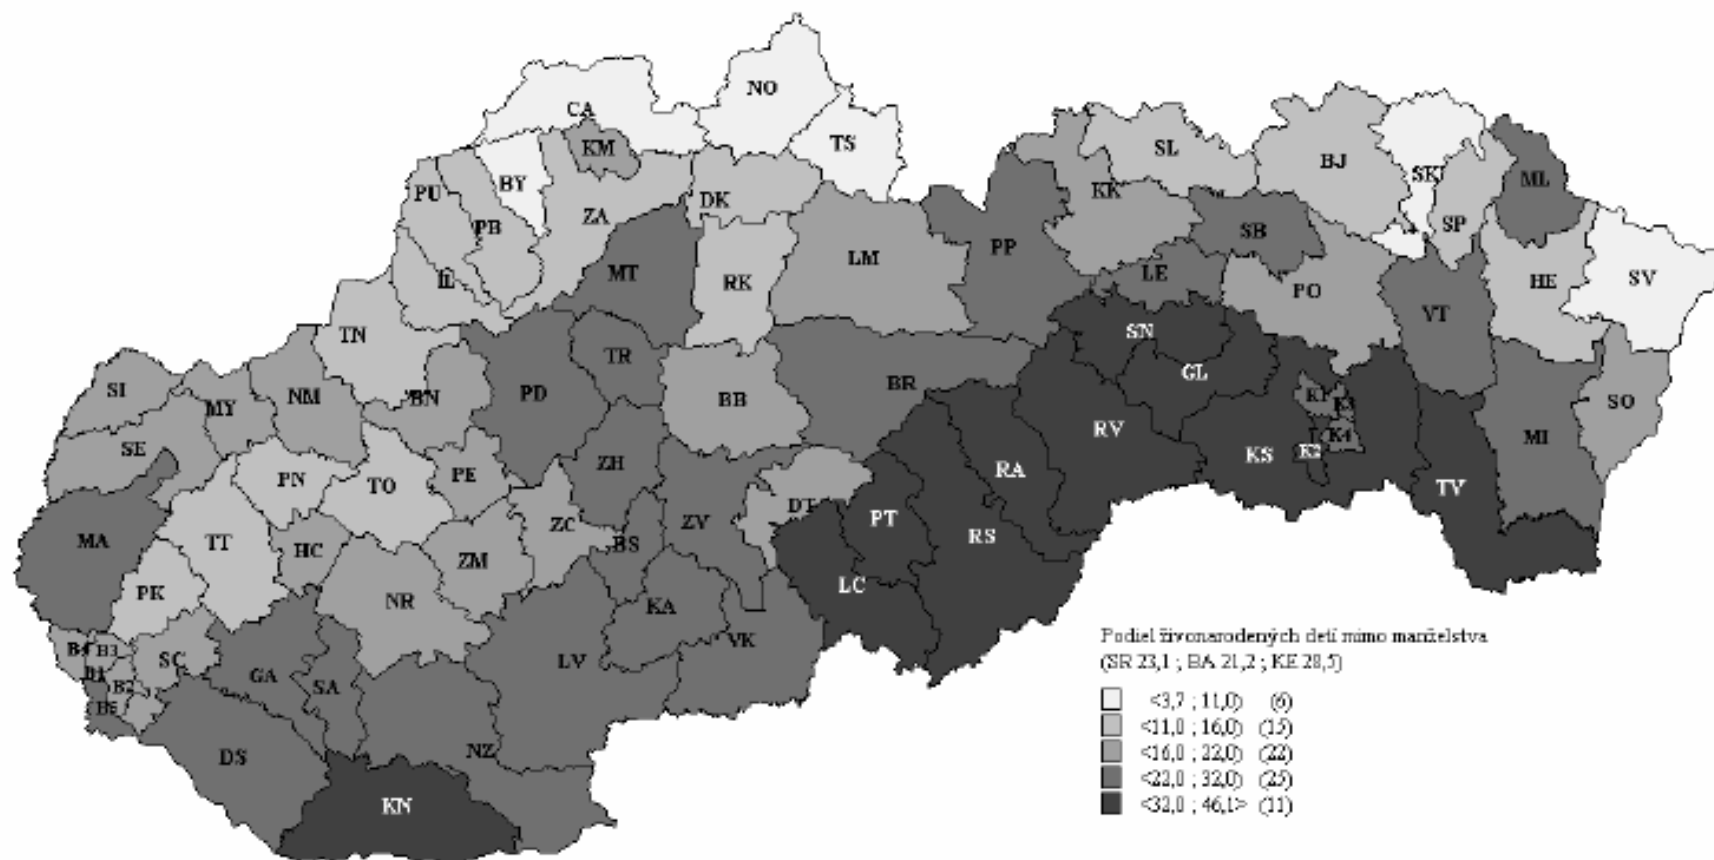 NO
CA
TS
KM
SL
BJ
SK
ML
BY
PU
DK
KK
ZA
PB
SP
SB
PP
LM
MT
RK
IL
LE
PO
HE
SV
VT
TN
SN
TR
GL
SI
BR
PD
BB
BN
NM
MY
K1
K3
SO
RV
K4
MI
SE
K2
ZH
KS
RA
PE
PN
TO
TV
DT
PT
ZC
ZV
MA
TT
HC
BS
RS
ZM
LC
PK
NR
KA
VK
B4
B3
SC
LV
B1
GA
SA
B2
B5
NZ
DS
KN
Podiel živonarodených detí mimo manželstva
(SR 23,1 ; BA 21,2 ; KE 28,5)
<3,7 ; 11,0) (6)
<11,0 ; 16,0) (15)
<16,0 ; 22,0) (22)
<22,0 ; 32,0) (25)
<32,0 ; 46,1> (11)